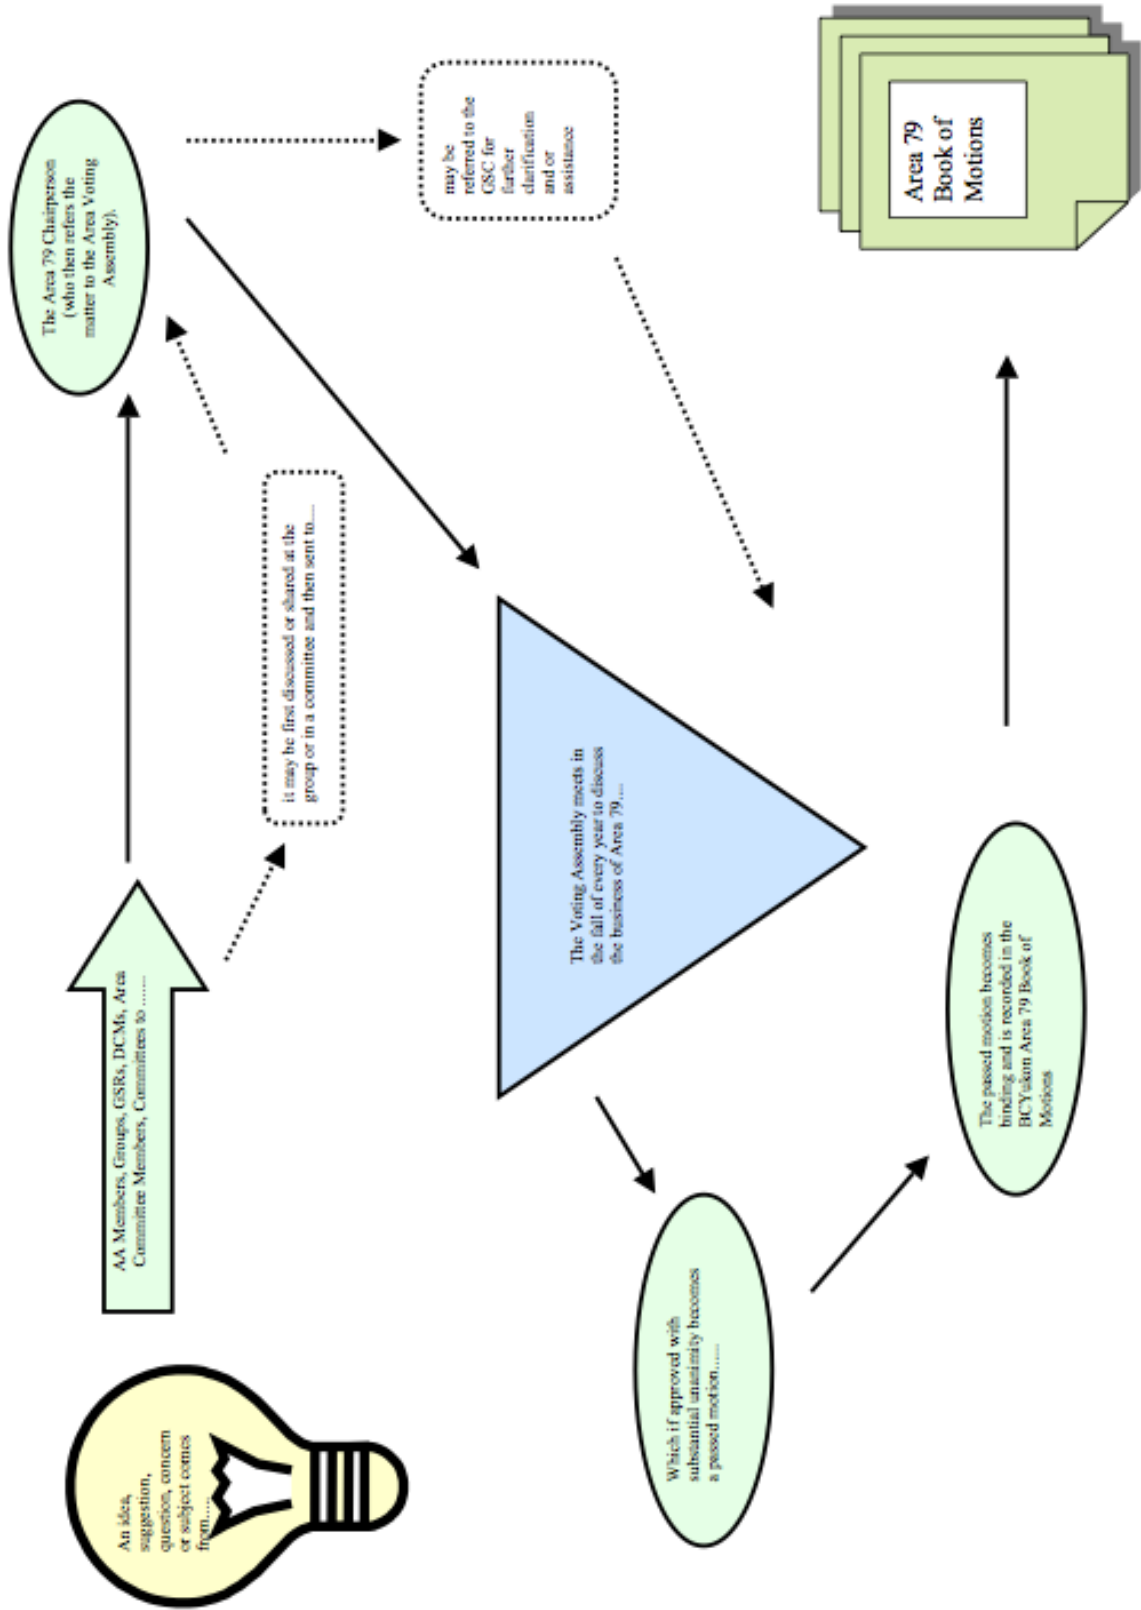 An idea,
suggestion,
question, concern
or subject comes
from.....
AA Members, Groups, GSRs, DCMs, Area
Committee Members, Committees to .......
it may be first discussed or shared at the
group or in a committee and then sent to....
The Area 79 Chairperson
(who then refers the
matter to the Area Voting
Assembly).
may be
referred to the
GSC for
further
clarification
and or
assistance
The Voting Assembly meets in
the fall of every year to discuss
the business of Area 79....
Which if approved with
substantial unanimity becomes
a passed motion......
The passed motion becomes
binding and is recorded in the
BCYukon Area 79 Book of
Motions
Area 79
Book of
Motions